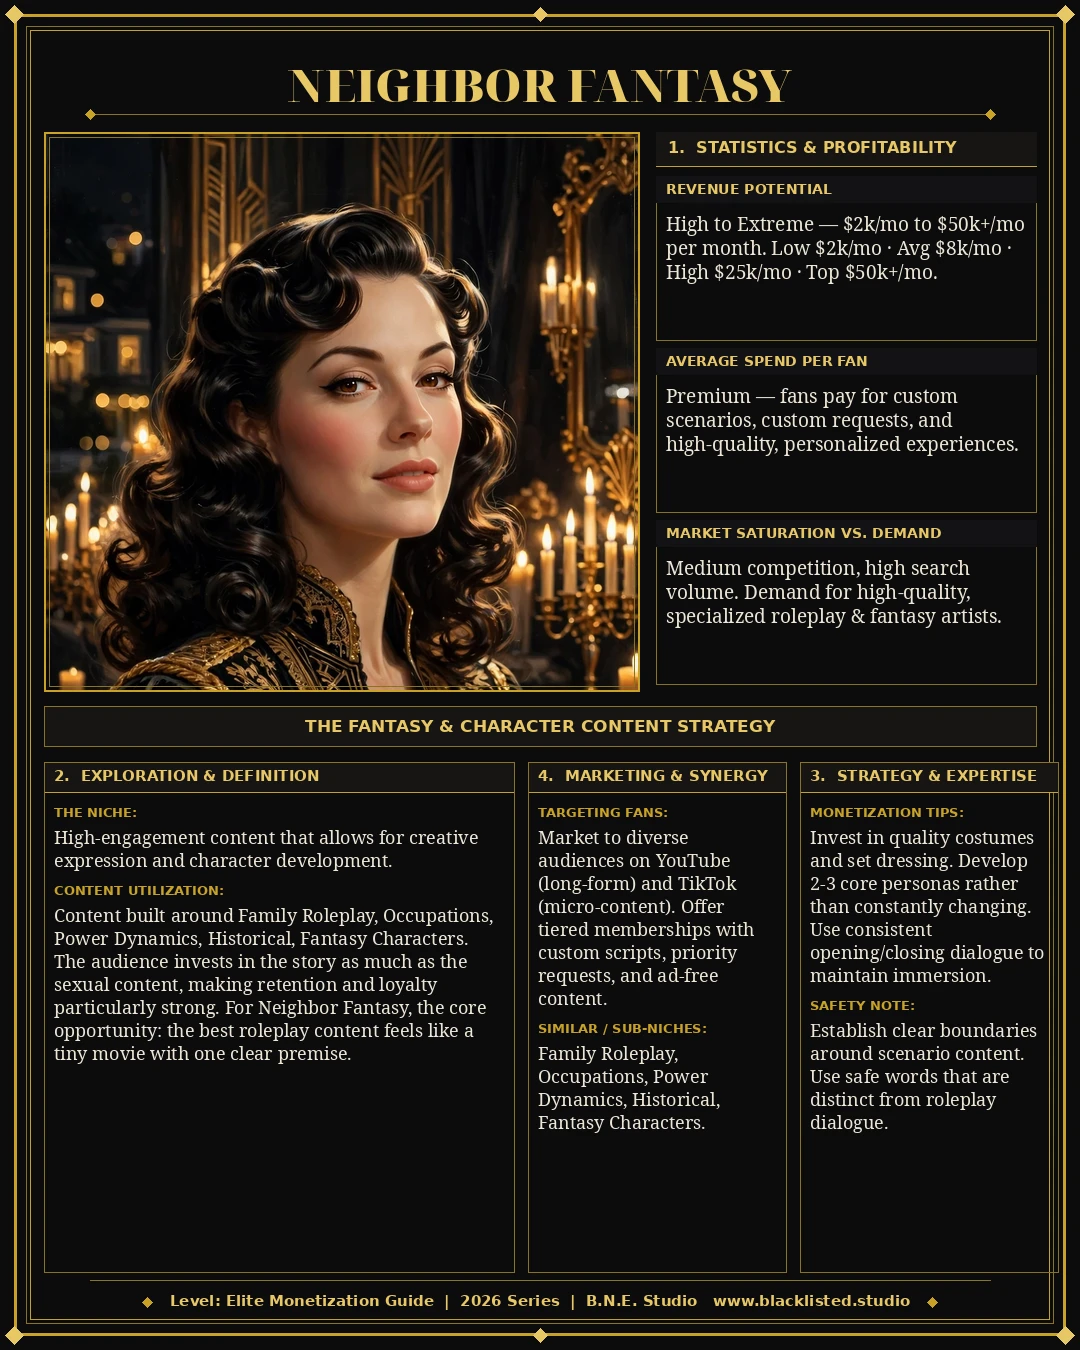 NEIGHBOR FANTASY
1. STATISTICS & PROFITABILITY
REVENUE POTENTIAL
High to Extreme — $2k/mo to $50k+/mo
per month. Low $2k/mo · Avg $8k/mo ·
High $25k/mo · Top $50k+/mo.
AVERAGE SPEND PER FAN
Premium — fans pay for custom
scenarios, custom requests, and
high-quality, personalized experiences.
MARKET SATURATION VS. DEMAND
Medium competition, high search
volume. Demand for high-quality,
specialized roleplay & fantasy artists.
THE FANTASY & CHARACTER CONTENT STRATEGY
2. EXPLORATION & DEFINITION
THE NICHE:
High-engagement content that allows for creative
expression and character development.
CONTENT UTILIZATION:
Content built around Family Roleplay, Occupations,
Power Dynamics, Historical, Fantasy Characters.
The audience invests in the story as much as the
sexual content, making retention and loyalty
particularly strong. For Neighbor Fantasy, the core
opportunity: the best roleplay content feels like a
tiny movie with one clear premise.
4. MARKETING & SYNERGY
TARGETING FANS:
Market to diverse
audiences on YouTube
(long-form) and TikTok
(micro-content). Offer
tiered memberships with
custom scripts, priority
requests, and ad-free
content.
SIMILAR / SUB-NICHES:
Family Roleplay,
Occupations, Power
Dynamics, Historical,
Fantasy Characters.
3. STRATEGY & EXPERTISE
MONETIZATION TIPS:
Invest in quality costumes
and set dressing. Develop
2-3 core personas rather
than constantly changing.
Use consistent
opening/closing dialogue to
maintain immersion.
SAFETY NOTE:
Establish clear boundaries
around scenario content.
Use safe words that are
distinct from roleplay
dialogue.
Level: Elite Monetization Guide | 2026 Series | B.N.E. Studio www.blacklisted.studio